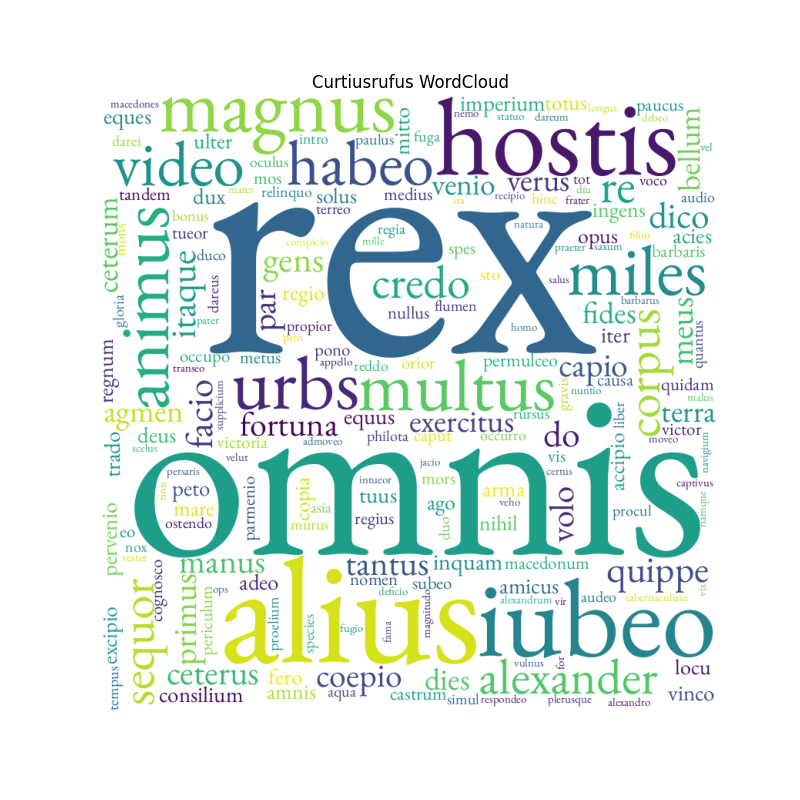 Curtiusrufus WordCloud
macedones
eques
magnus
mitto
fuga
hostis
imperium
totus
longus
paucus
nemo
statuo
dareum
debeo
vel
darei
ulter
intro
paulus
video
oculus
habeo
mos
venio
verus
tot
diu
voco
bellum
tandem
dux
mater
relinquo
solus
medius
ira
recipio
hinc
frater
re
audio
ceterum
mons
animus
bonus
tueor
terreo
rex
ingens
dico
natura
opus
acies
filius
conspicio
regia
mille
spes
praeter
saxum
barbaris
duco
itaque
gens
credo
sto
salus
miles
gloria
dareus
par
regio
nullus
flumen
barbarus
fides
meus
pater
propior
homo
iter
quantus
paro
pono
appello
regnum
transeo
occupo
metus
reddo
orior
permulceo
capio
causa
corpus
quidam
malus
nuntio
gravis
urbs
multus
supplicium
facio
agmen
fortuna
equus
exercitus
rursus
liber
terra
trado
deus
scelus
victoria
admoveo
philota
caput
occurro
do
vis
accipio
victor
moveo
navigium
velut
omnis
persaris
finis
peto
mare
ostendo
parmenio
jacio
intueor
mors
certus
captivus
copia
asia
murus
tuus
regius
ago
arma
veho
nihil
duo
volo
procul
namque
pervenio
eo
nox
vester
manus
tantus
inquam
macedonum
quippe
vix
cognosco
primus
adeo
nomen
subeo
amicus
audeo
tabernaculum
ops
deficio
alexandrum
vir
excipio
tempus
sequor
periculum
proelium
alius
species
fugio
fama
magnitudo
iubeo
vulnus
for
locu
ceterus
fero
coepio
dies
alexander
consilium
amnis
aqua
castrum
simul
respondeo
plerusque
alexandro
vinco